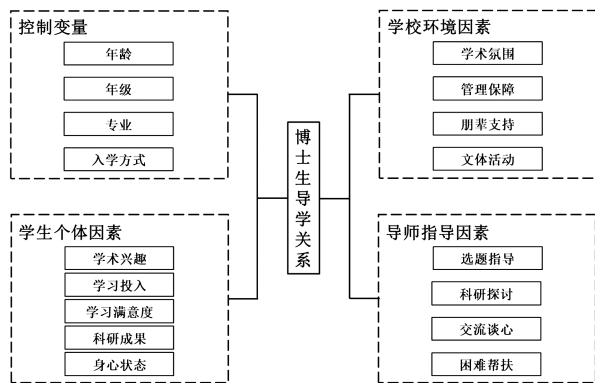 控制变量
年龄
年级
专业
入学方式
学生个体因素
学术兴趣
学习投入
学习满意度
科研成果
身心状态
博士生导学关系
学校环境因素
学术氛围
管理保障
朋辈支持
文体活动
导师指导因素
选题指导
科研探讨
交流谈心
困难帮扶